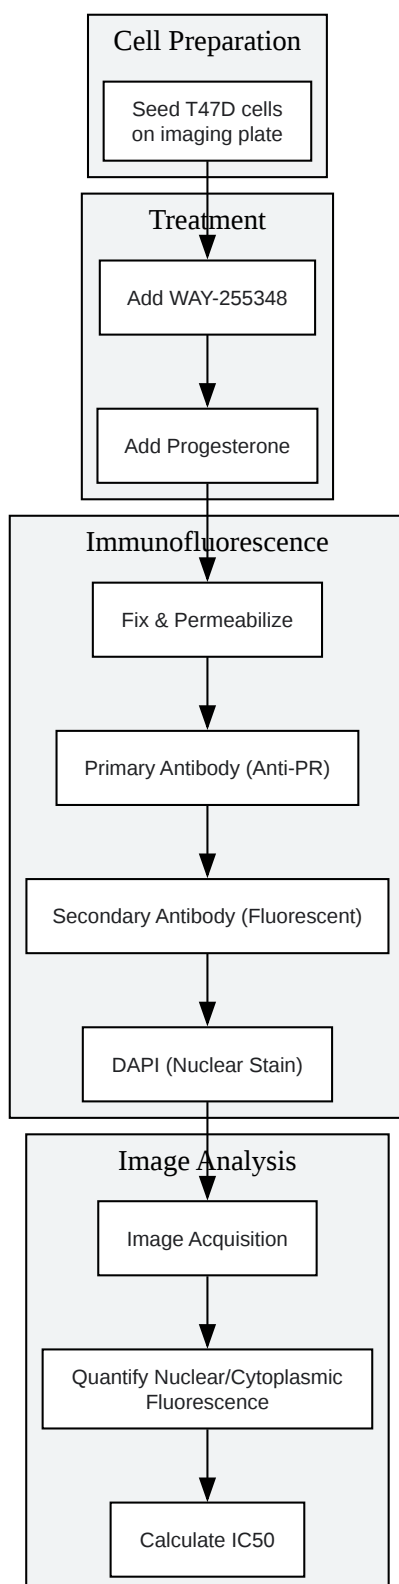 Cell Preparation
Seed T47D cells
on imaging plate
Treatment
Add WAY-255348
Add Progesterone
Immunofluorescence
Fix & Permeabilize
Primary Antibody (Anti-PR)
Secondary Antibody (Fluorescent)
DAPI (Nuclear Stain)
Image Analysis
Image Acquisition
Quantify Nuclear/Cytoplasmic
Fluorescence
Calculate IC50